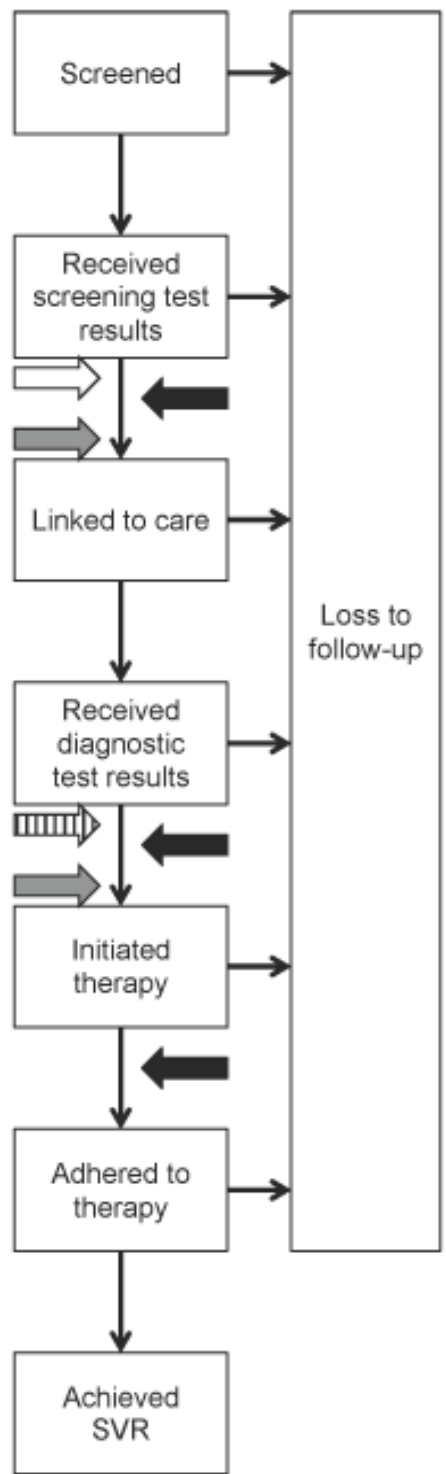 Screened
Received
screening test
results
Linked to care
Loss to
follow-up
Received
diagnostic
test results
Initiated
therapy
Adhered to
therapy
Achieved
SVR